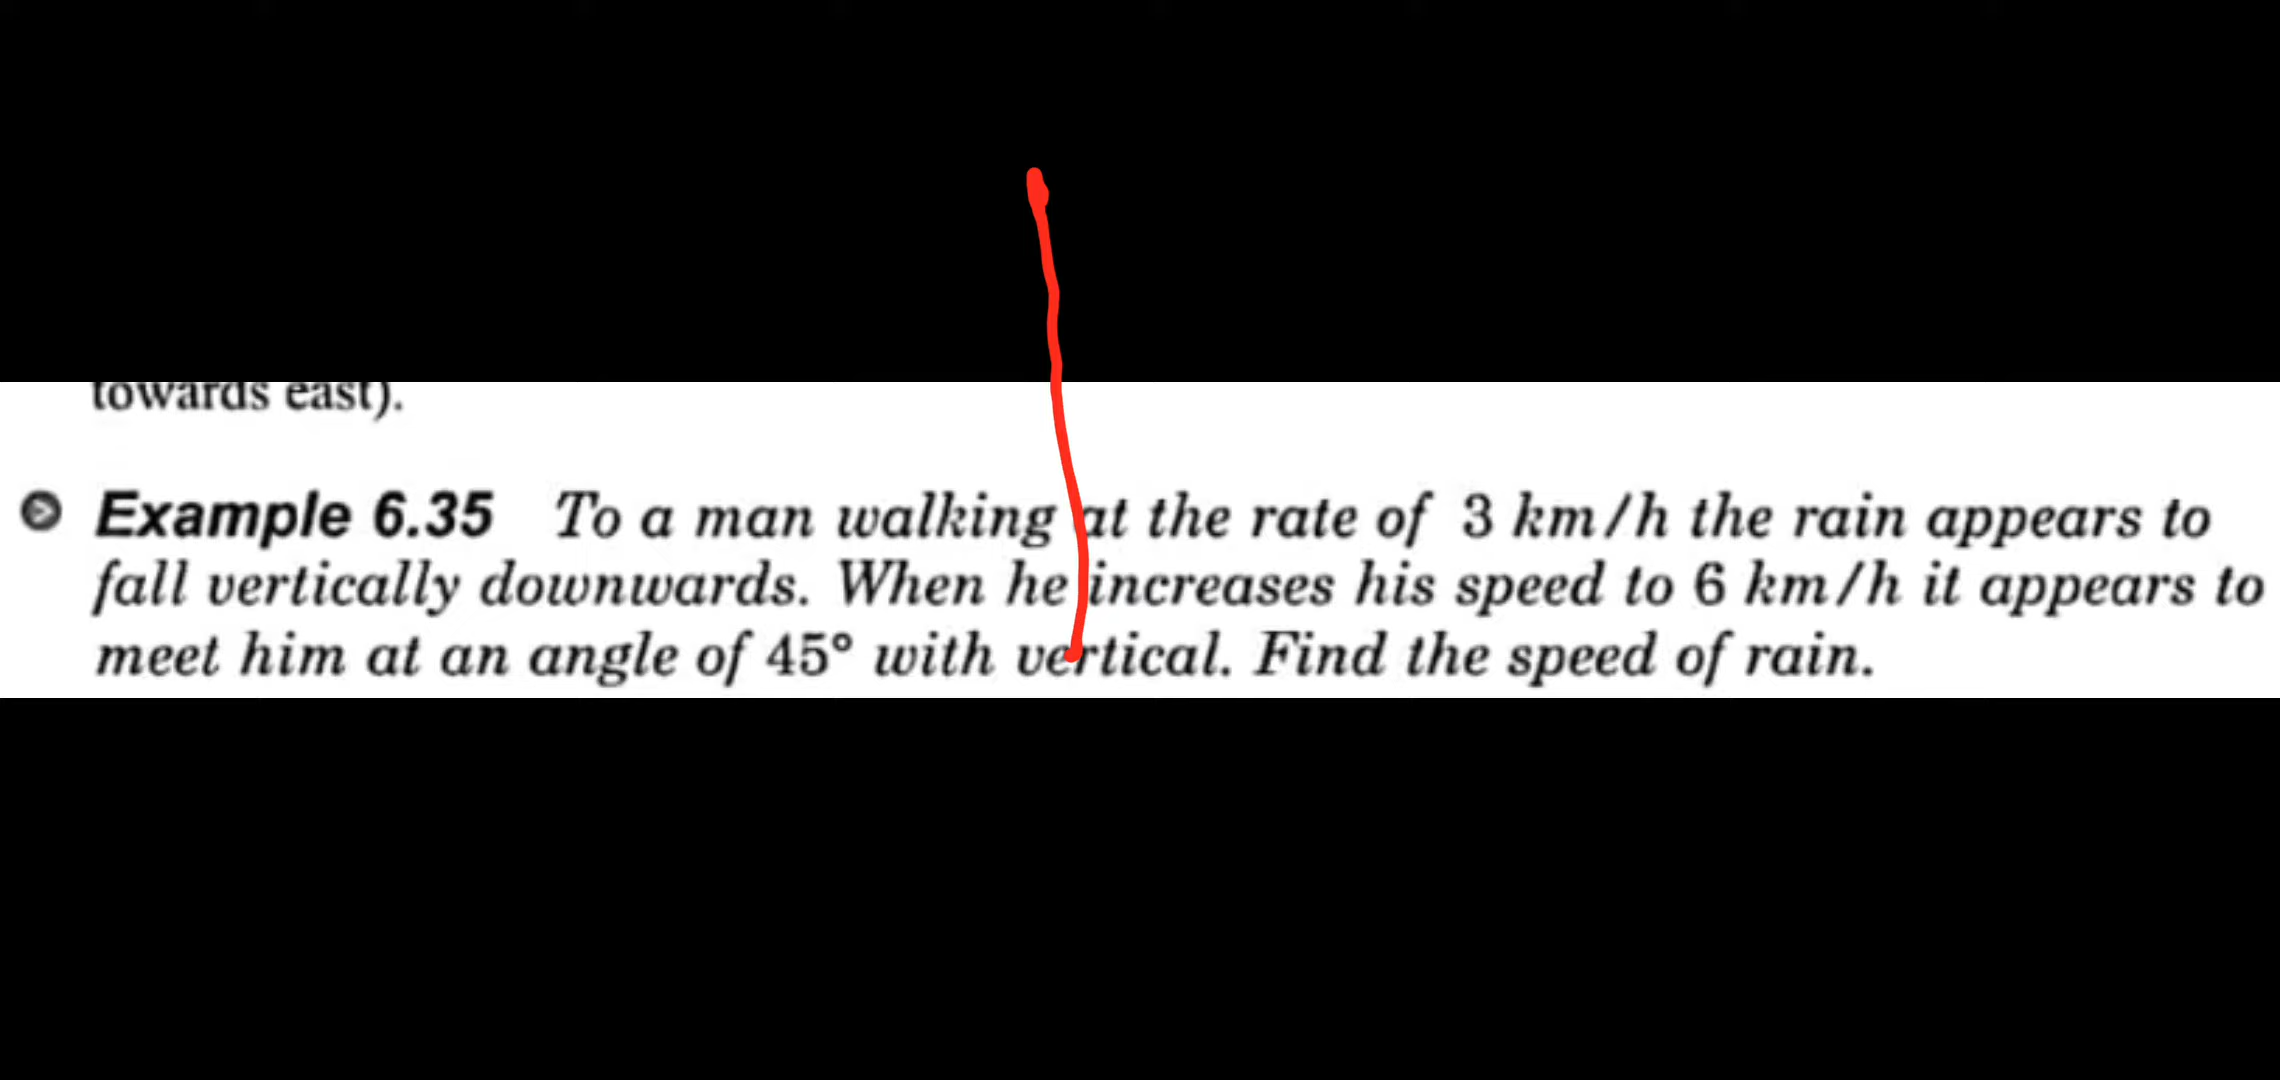 towards east).
Example 6.35 To a man walking at the rate of 3 km/h the rain appears to
fall vertically downwards. When he increases his speed to 6 km/h it appears to
meet him at an angle of 45° with vertical. Find the speed of rain.